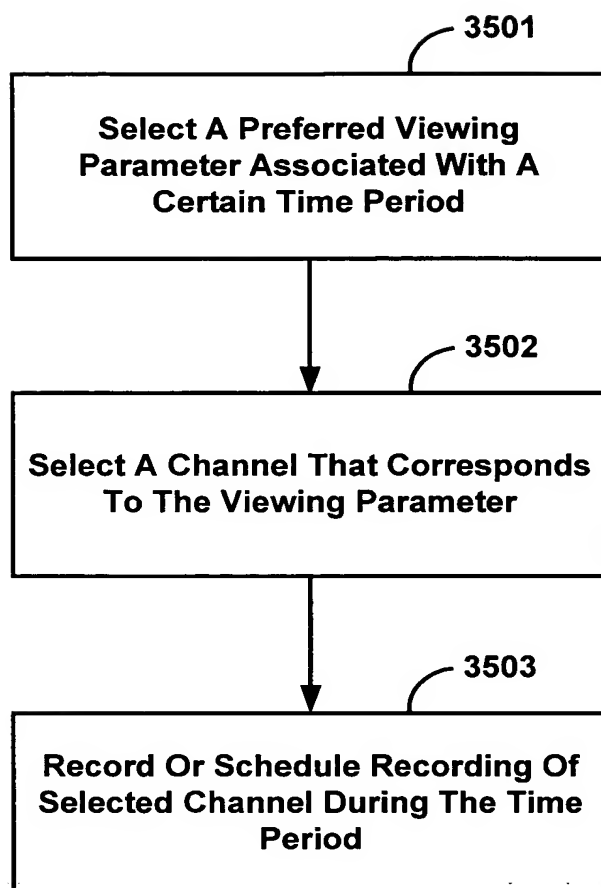 3501
Select A Preferred Viewing
Parameter Associated With A
Certain Time Period
3502
Select A Channel That Corresponds
To The Viewing Parameter
3503
Record Or Schedule Recording Of
Selected Channel During The Time
Period